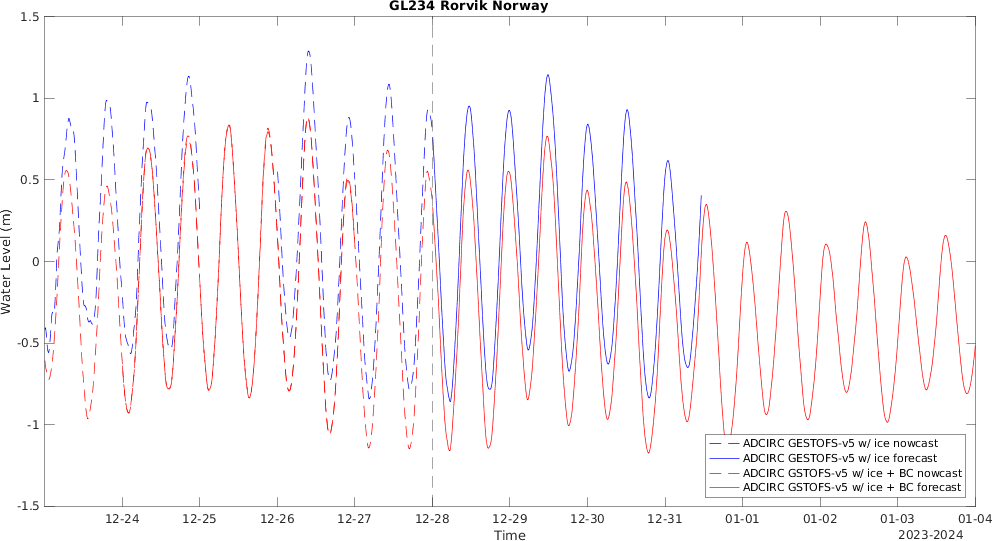 GL234 Rorvik Norway
1.5
1
0.5
0
-0.5
-1
-1.5
Water Level (m)
ADCIRC GESTOFS-v5 w/ ice nowcast
ADCIRC GESTOFS-v5 w/ ice forecast
ADCIRC GSTOFS-v5 w/ ice + BC nowcast
ADCIRC GSTOFS-v5 w/ ice + BC forecast
12-24 12-25 12-26 12-27 12-28 12-29 12-30 12-31 01-01 01-02 01-03 01-04
Time
2023-2024